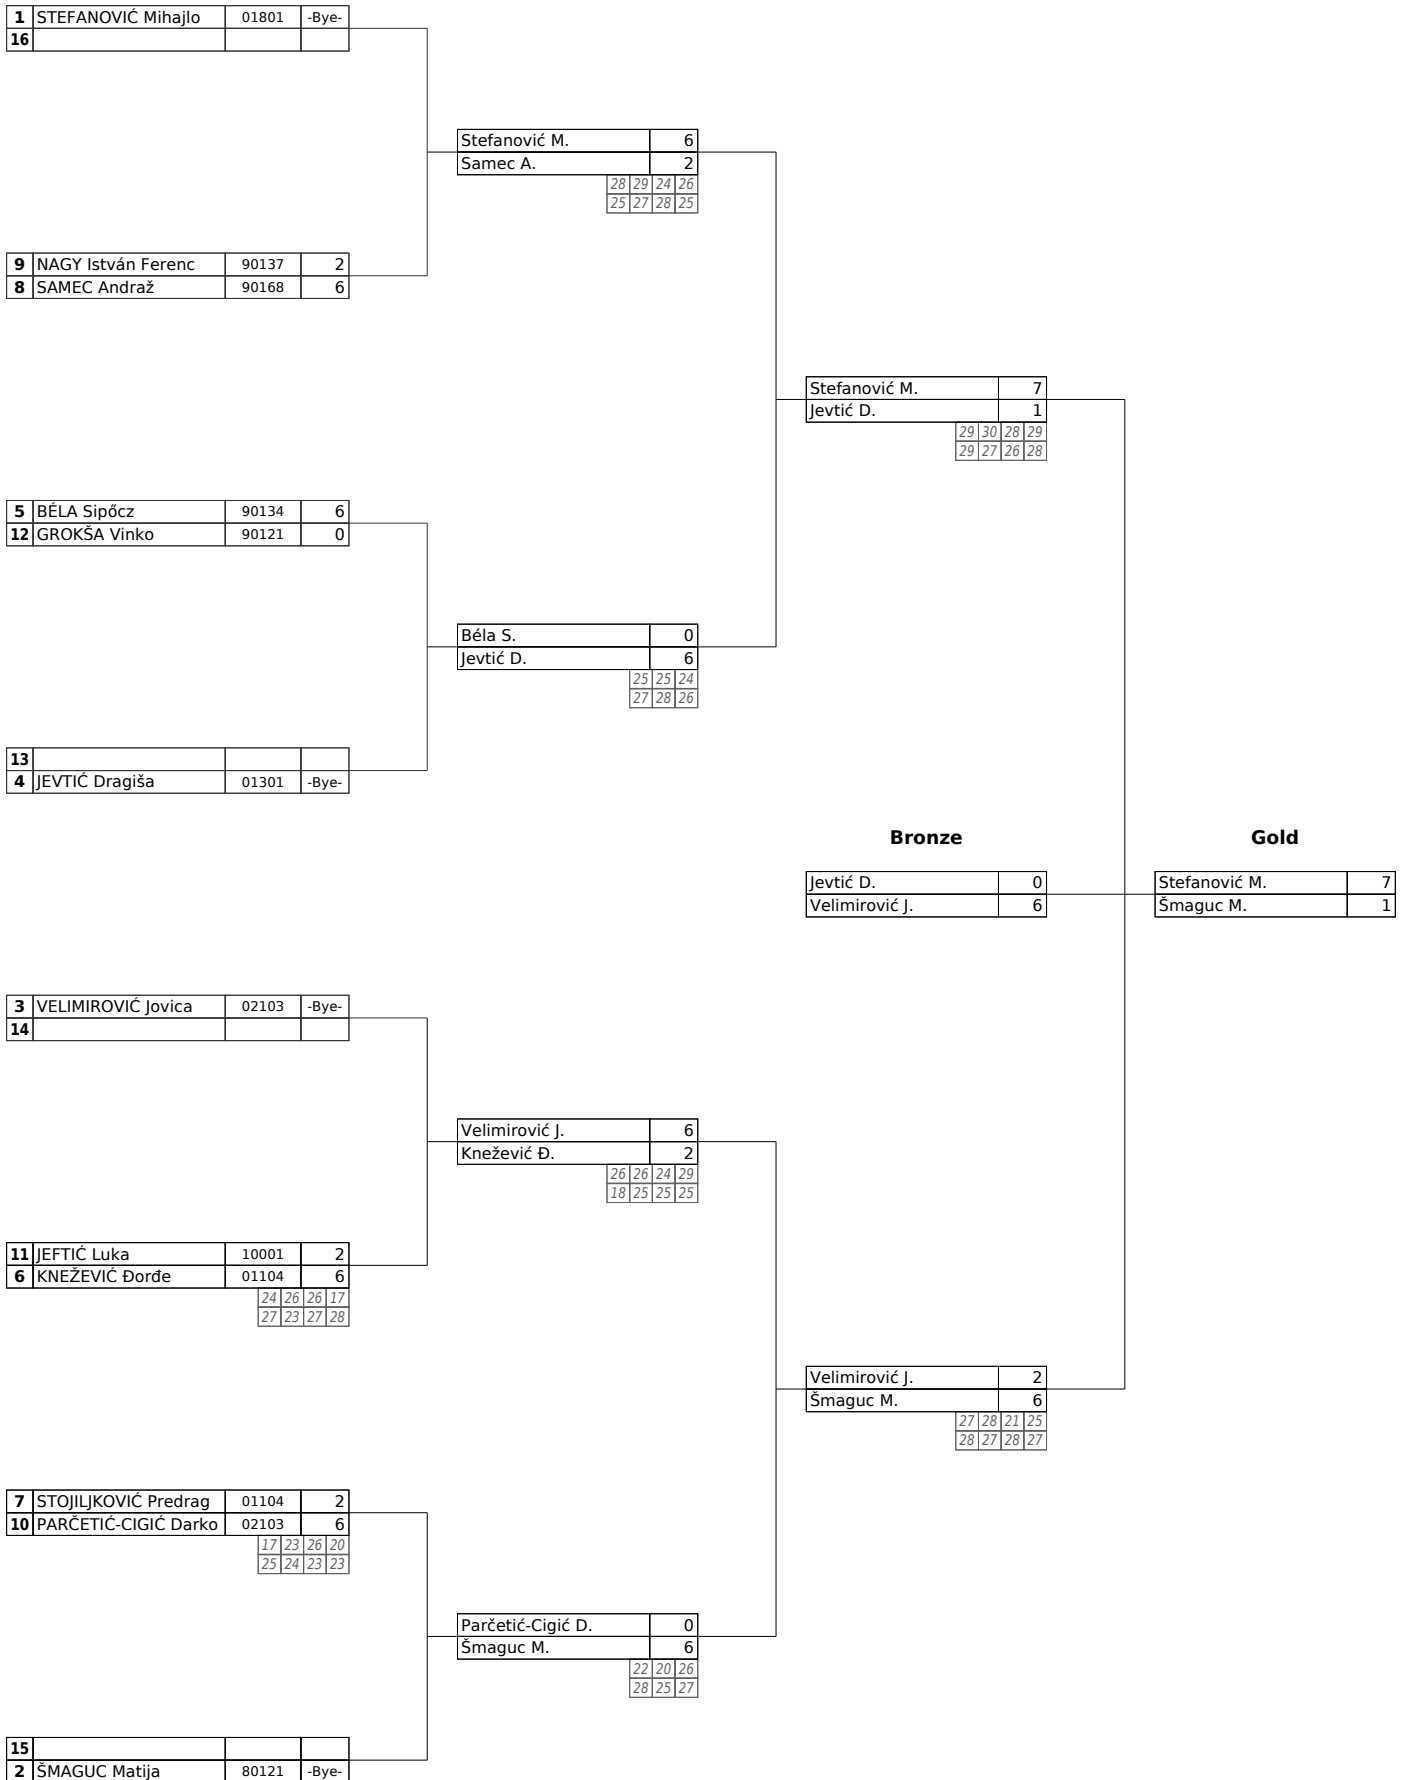 1 STEFANOVIĆ Mihajlo 01801 -Bye-
16
Stefanović M. 6
Samec A. 2
28 29 24 26
25 27 28 25
9 NAGY István Ferenc 90137 2
8 SAMEC Andraž 90168 6
Stefanović M. 7
Jevtić D. 1
29 30 28 29
29 27 26 28
5 BÉLA Sipőcz 90134 6
12 GROKŠA Vinko 90121 0
Béla S. 0
Jevtić D. 6
25 25 24
27 28 26
13
4 JEVTIĆ Dragiša 01301 -Bye-
Bronze Gold
Jevtić D. 0 Stefanović M. 7
Velimirović J. 6 Šmaguc M. 1
3 VELIMIROVIĆ Jovica 02103 -Bye-
14
Velimirović J. 6
Knežević Đ. 2
26 26 24 29
18 25 25 25
11 JEFTIĆ Luka 10001 2
6 KNEŽEVIĆ Đorđe 01104 6
24 26 26 17
27 23 27 28
Velimirović J. 2
Šmaguc M. 6
27 28 21 25
28 27 28 27
7 STOJILJKOVIĆ Predrag 01104 2
10 PARČETIĆ-CIGIĆ Darko 02103 6
17 23 26 20
25 24 23 23
Parčetić-Cigić D. 0
Šmaguc M. 6
22 20 26
28 25 27
15
2 ŠMAGUC Matija 80121 -Bye-